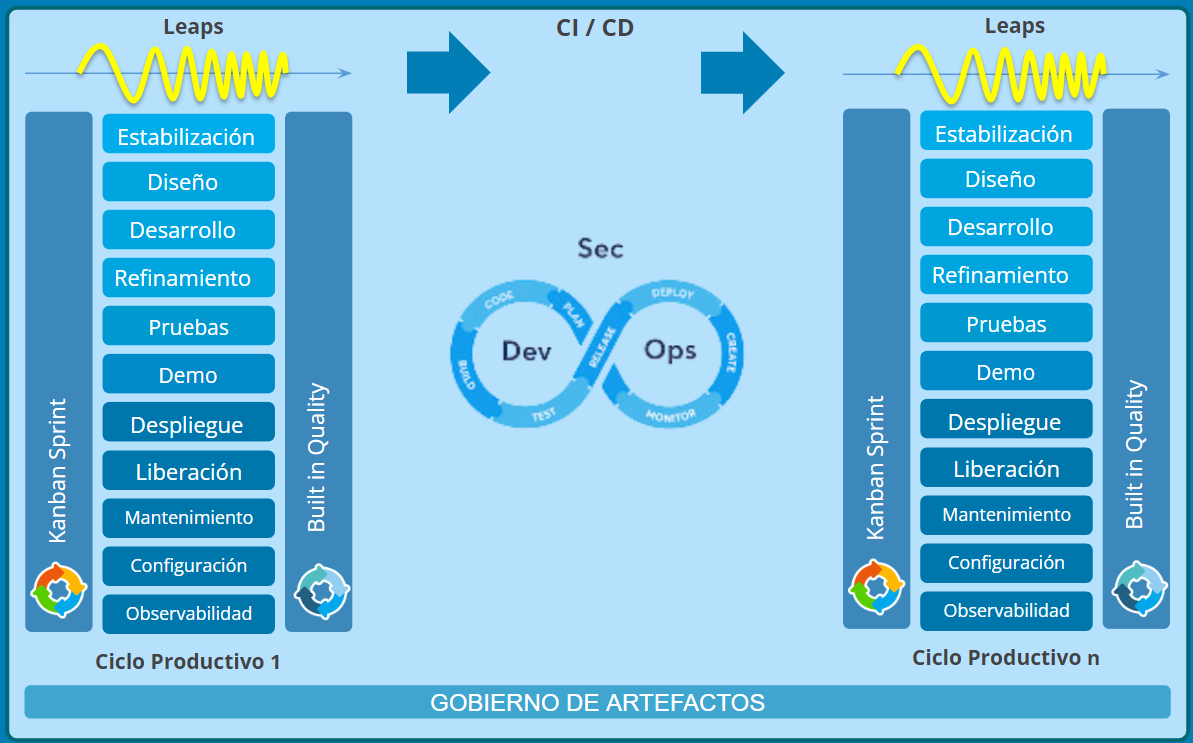 Leaps
CI / CD
Leaps
Estabilización
Diseño
Desarrollo
Refinamiento
Pruebas
Demo
Despliegue
Liberación
Mantenimiento
Configuración
Observabilidad
Kanban Sprint
Built in Quality
Ciclo Productivo 1
Sec
Dev
Ops
CODE
PLAN
BUILD
TEST
RELEASE
DEPLOY
CREATE
MONITOR
Estabilización
Diseño
Desarrollo
Refinamiento
Pruebas
Demo
Despliegue
Liberación
Mantenimiento
Configuración
Observabilidad
Kanban Sprint
Built in Quality
Ciclo Productivo n
GOBIERNO DE ARTEFACTOS